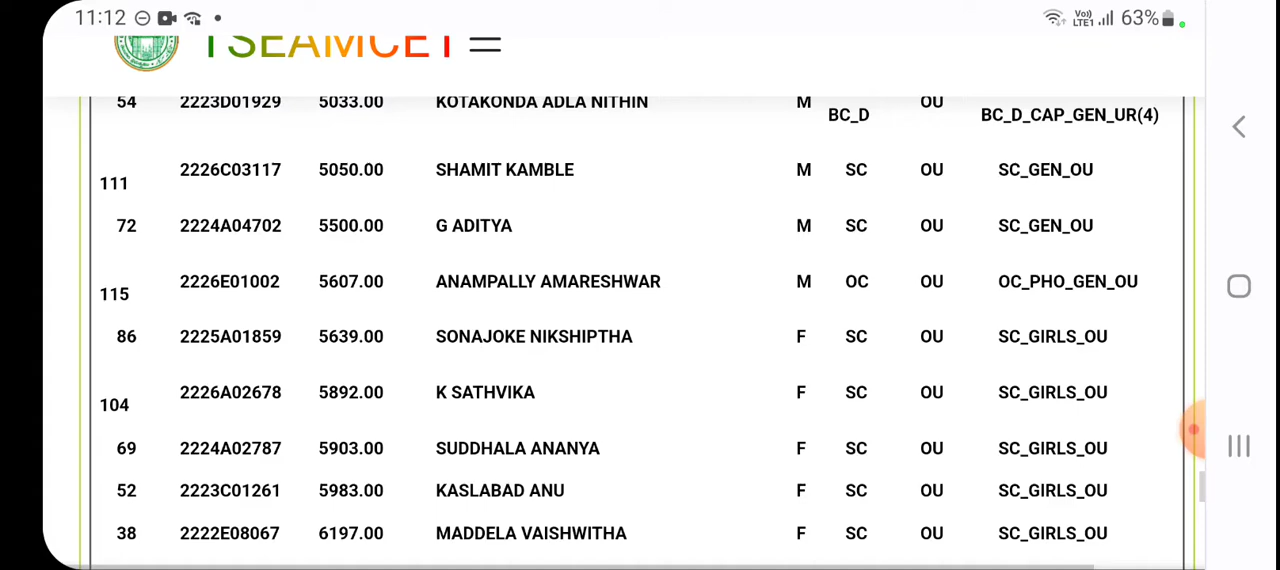 11:12 Vo) LTE1 63%
TSEAMCET
54 2223D01929 5033.00 KOTAKONDA ADLA NITHIN M BC_D OU BC_D_CAP_GEN_UR(4)
111 2226C03117 5050.00 SHAMIT KAMBLE M SC OU SC_GEN_OU
72 2224A04702 5500.00 G ADITYA M SC OU SC_GEN_OU
115 2226E01002 5607.00 ANAMPALLY AMARESHWAR M OC OU OC_PHO_GEN_OU
86 2225A01859 5639.00 SONAJOKE NIKSHIPTHA F SC OU SC_GIRLS_OU
104 2226A02678 5892.00 K SATHVIKA F SC OU SC_GIRLS_OU
69 2224A02787 5903.00 SUDDHALA ANANYA F SC OU SC_GIRLS_OU
52 2223C01261 5983.00 KASLABAD ANU F SC OU SC_GIRLS_OU
38 2222E08067 6197.00 MADDELA VAISHWITHA F SC OU SC_GIRLS_OU